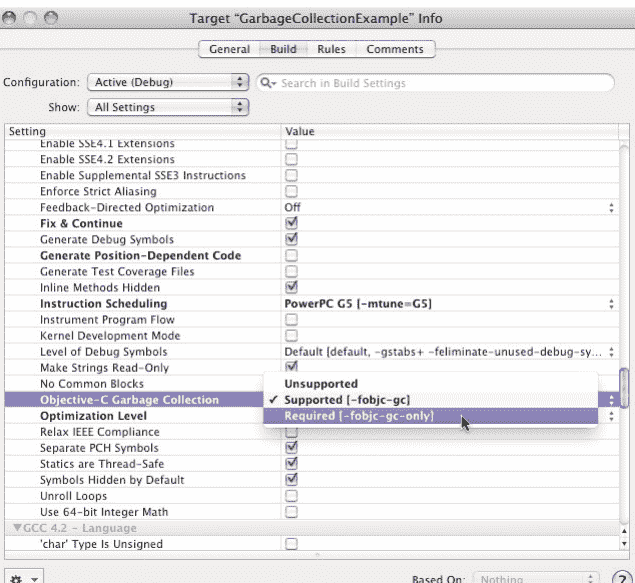 Target “GarbageCollectionExample” Info
General Build Rules Comments
Configuration: Active (Debug) Search in Build Settings
Show: All Settings
Setting Value
Enable SSE4.1 Extensions
Enable SSE4.2 Extensions
Enable Supplemental SSE3 Instructions
Enforce Strict Aliasing
Feedback-Directed Optimization Off
Fix & Continue
Generate Debug Symbols
Generate Position-Dependent Code
Generate Test Coverage Files
Inline Methods Hidden
Instruction Scheduling PowerPC G5 [-mtune=G5]
Instrument Program Flow
Kernel Development Mode
Level of Debug Symbols Default [default, -gstabs+ -feliminate-unused-debug-sy...
Make Strings Read-Only
No Common Blocks Unsupported
Objective-C Garbage Collection Supported [-fobjc-gc]
Optimization Level Required [-fobjc-gc-only]
Relax IEEE Compliance
Separate PCH Symbols
Statics are Thread-Safe
Symbols Hidden by Default
Unroll Loops
Use 64-bit Integer Math
GCC 4.2 - Language
'char' Type Is Unsigned
Based On: Nothing ?